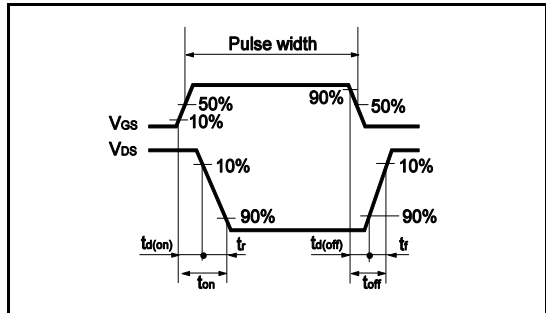 Pulse width
90%
50%
50%
10%
VGS
VDS
10%
10%
90%
90%
td(on)
tr
td(off)
tf
ton
toff